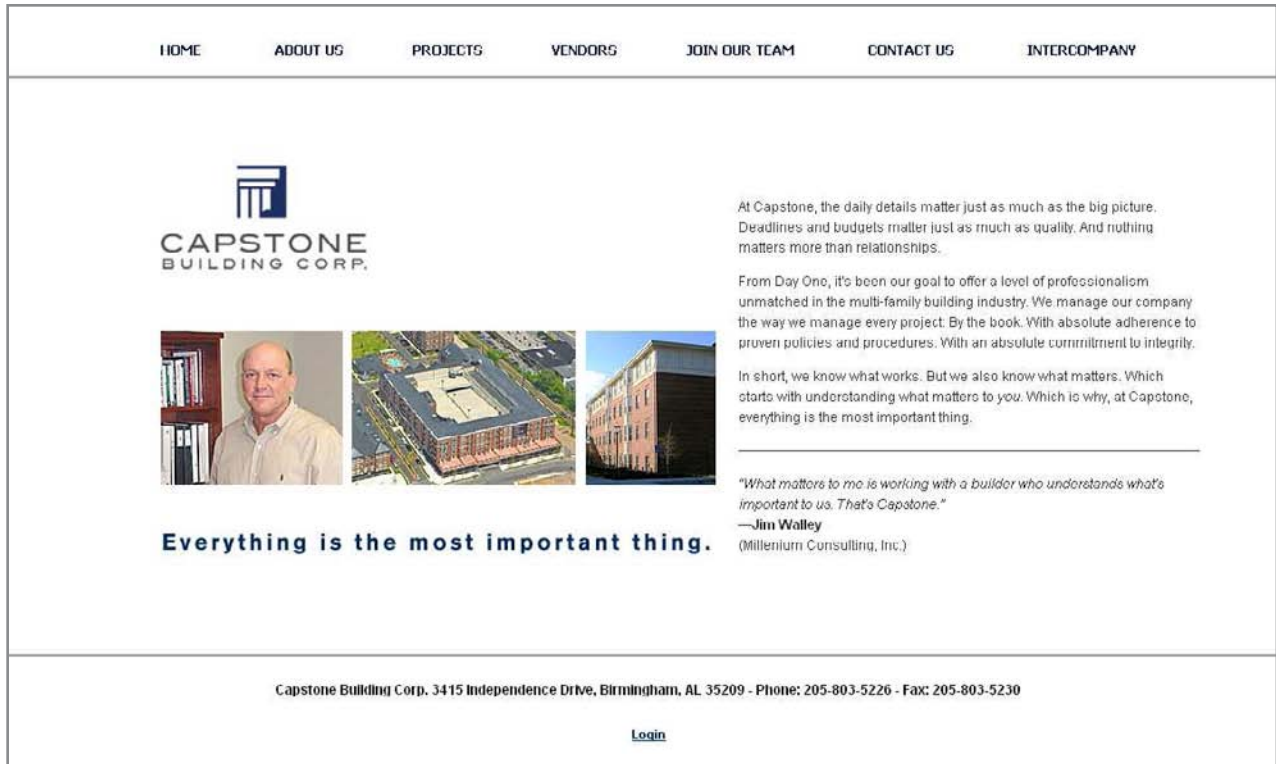 HOME ABOUT US PROJECTS VENDORS JOIN OUR TEAM CONTACT US INTERCOMPANY
CAPSTONE
BUILDING CORP.
Everything is the most important thing.
At Capstone, the daily details matter just as much as the big picture.
Deadlines and budgets matter just as much as quality. And nothing
matters more than relationships.
From Day One, it's been our goal to offer a level of professionalism
unmatched in the multi-family building industry. We manage our company
the way we manage every project: By the book. With absolute adherence to
proven policies and procedures. With an absolute commitment to integrity.
In short, we know what works. But we also know what matters. Which
starts with understanding what matters to you. Which is why, at Capstone,
everything is the most important thing.
"What matters to me is working with a builder who understands what's
important to us. That's Capstone."
—Jim Walley
(Millenium Consulting, Inc.)
Capstone Building Corp. 3415 Independence Drive, Birmingham, AL 35209 - Phone: 205-803-5226 - Fax: 205-803-5230
Login